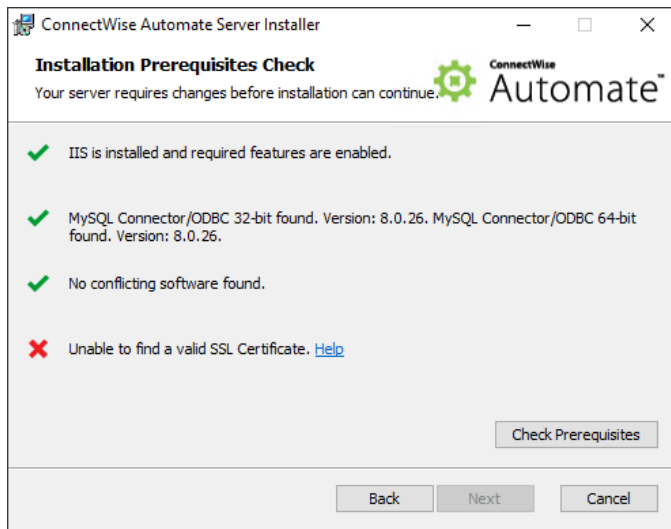 ConnectWise Automate Server Installer
Installation Prerequisites Check
Your server requires changes before installation can continue.
ConnectWise
Automate™
IIS is installed and required features are enabled.
MySQL Connector/ODBC 32-bit found. Version: 8.0.26. MySQL Connector/ODBC 64-bit
found. Version: 8.0.26.
No conflicting software found.
Unable to find a valid SSL Certificate. Help
Check Prerequisites
Back Next Cancel